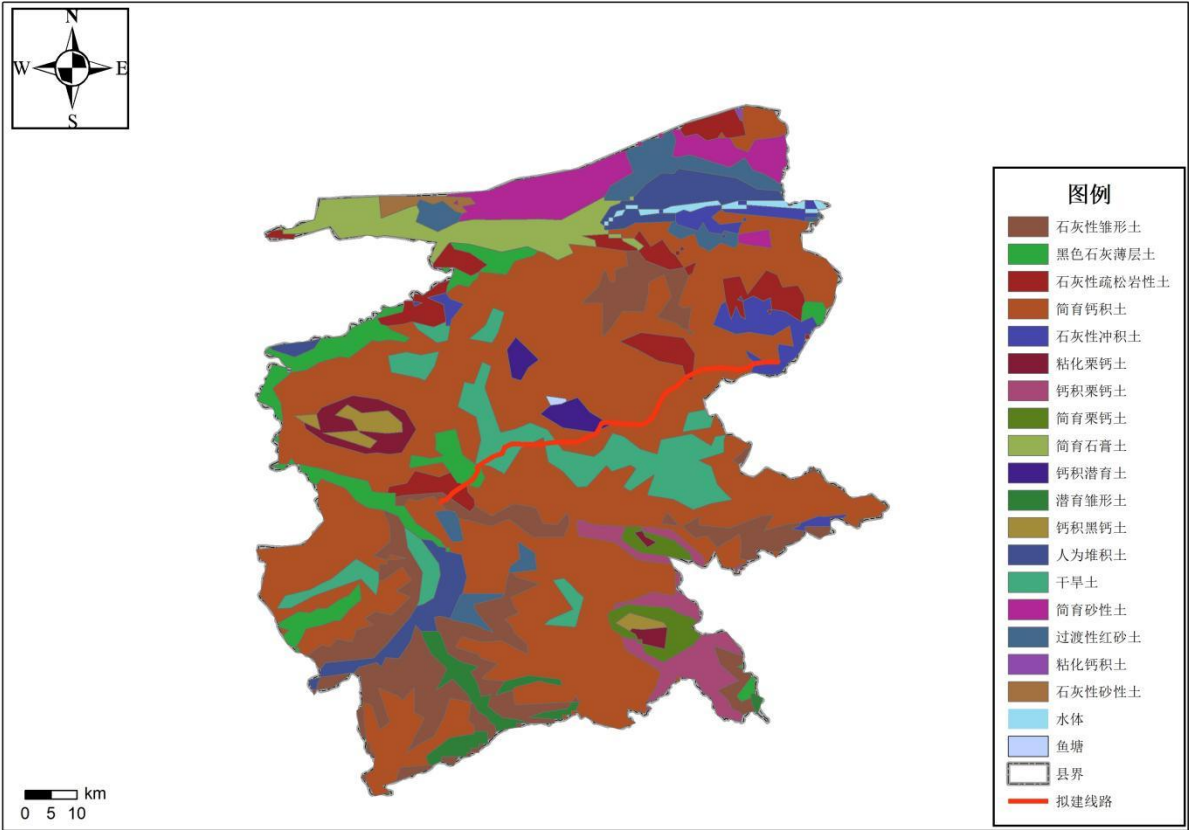 N
W E
S
图例
石灰性雏形土
黑色石灰薄层土
石灰性疏松岩性土
简育钙积土
石灰性冲积土
粘化栗钙土
钙积栗钙土
简育栗钙土
简育石膏土
钙积潜育土
潜育雏形土
钙积黑钙土
人为堆积土
干旱土
简育砂性土
过渡性红砂土
粘化钙积土
石灰性砂性土
水体
鱼塘
县界
拟建线路
km
0 5 10